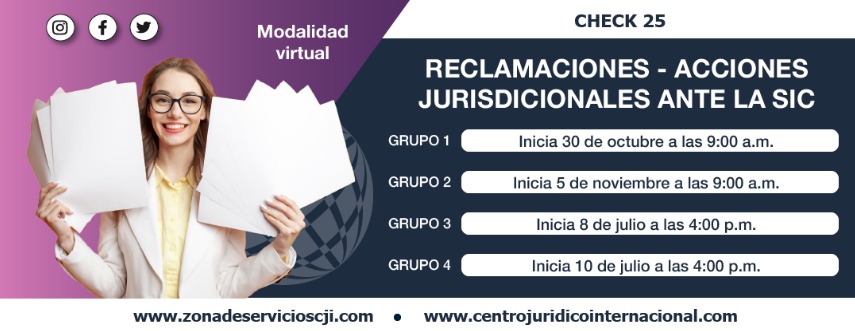 Modalidad
virtual
CHECK 25
RECLAMACIONES - ACCIONES
JURISDICIONALES ANTE LA SIC
GRUPO 1 Inicia 30 de octubre a las 9:00 a.m.
GRUPO 2 Inicia 5 de noviembre a las 9:00 a.m.
GRUPO 3 Inicia 8 de julio a las 4:00 p.m.
GRUPO 4 Inicia 10 de julio a las 4:00 p.m.
www.zonadeservicioscji.com • www.centrojuridicointernacional.com